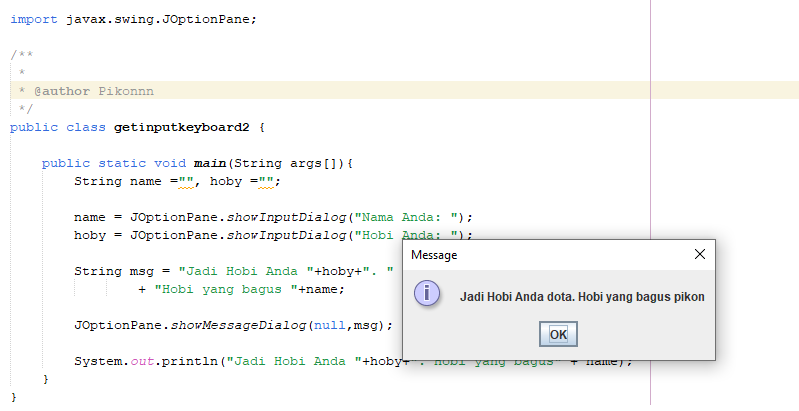 import javax.swing.JOptionPane;
/**
*
* @author Pikonnn
*/
public class getinputkeyboard2 {
public static void main(String args[]){
String name ="", hoby ="";
name = JOptionPane.showInputDialog("Nama Anda: ");
hoby = JOptionPane.showInputDialog("Hobi Anda: ");
String msg = "Jadi Hobi Anda "+hoby+". "
+ "Hobi yang bagus "+name;
JOptionPane.showMessageDialog(null,msg);
System.out.println("Jadi Hobi Anda "+hoby+". Hobi yang bagus" + name);
}
}
Message
Jadi Hobi Anda dota. Hobi yang bagus pikon
OK